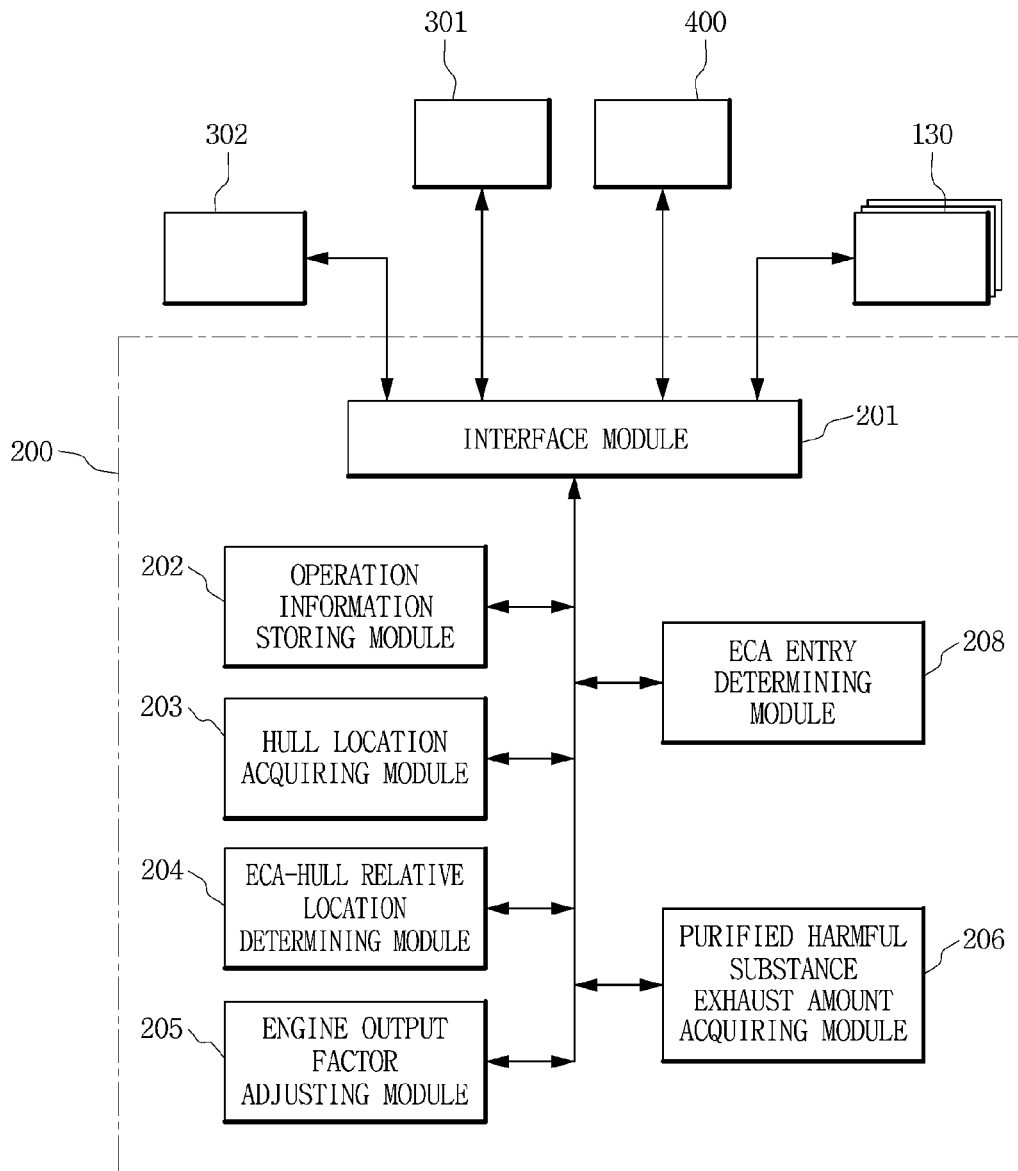 301
400
302
130
200
INTERFACE MODULE
201
202
OPERATION
INFORMATION
STORING MODULE
ECA ENTRY
DETERMINING
MODULE
208
203
HULL LOCATION
ACQUIRING MODULE
204
ECA-HULL RELATIVE
LOCATION
DETERMINING MODULE
PURIFIED HARMFUL
SUBSTANCE
EXHAUST AMOUNT
ACQUIRING MODULE
206
205
ENGINE OUTPUT
FACTOR
ADJUSTING MODULE